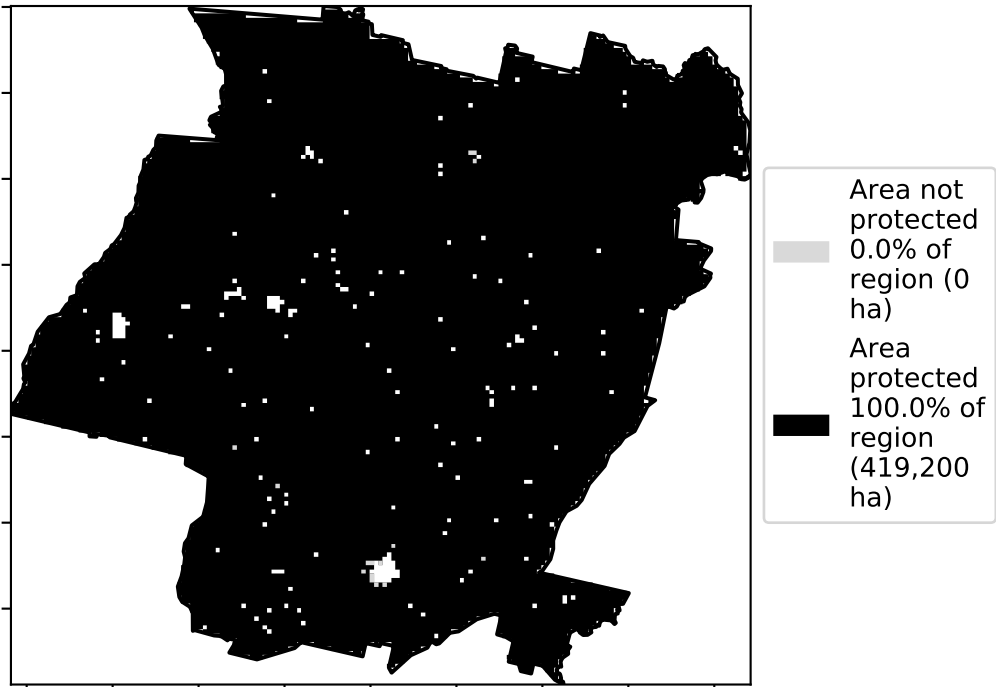 Area not
protected
0.0% of
region (0
ha)
Area
protected
100.0% of
region
(419,200
ha)